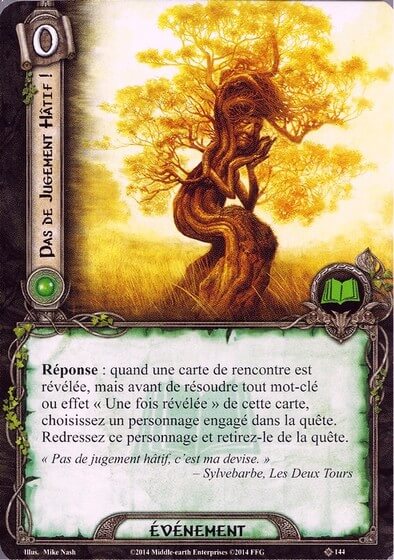 0
PAS DE JUGEMENT HÂTIF !
Réponse : quand une carte de rencontre est
révélée, mais avant de résoudre tout mot-clé
ou effet « Une fois révélée » de cette carte,
choisissez un personnage engagé dans la quête.
Redressez ce personnage et retirez-le de la quête.
« Pas de jugement hâtif, c'est ma devise. »
– Sylvebarbe, Les Deux Tours
ÉVÉNEMENT
Illus. Mike Nash
©2014 Middle-earth Enterprises ©2014 FFG
144